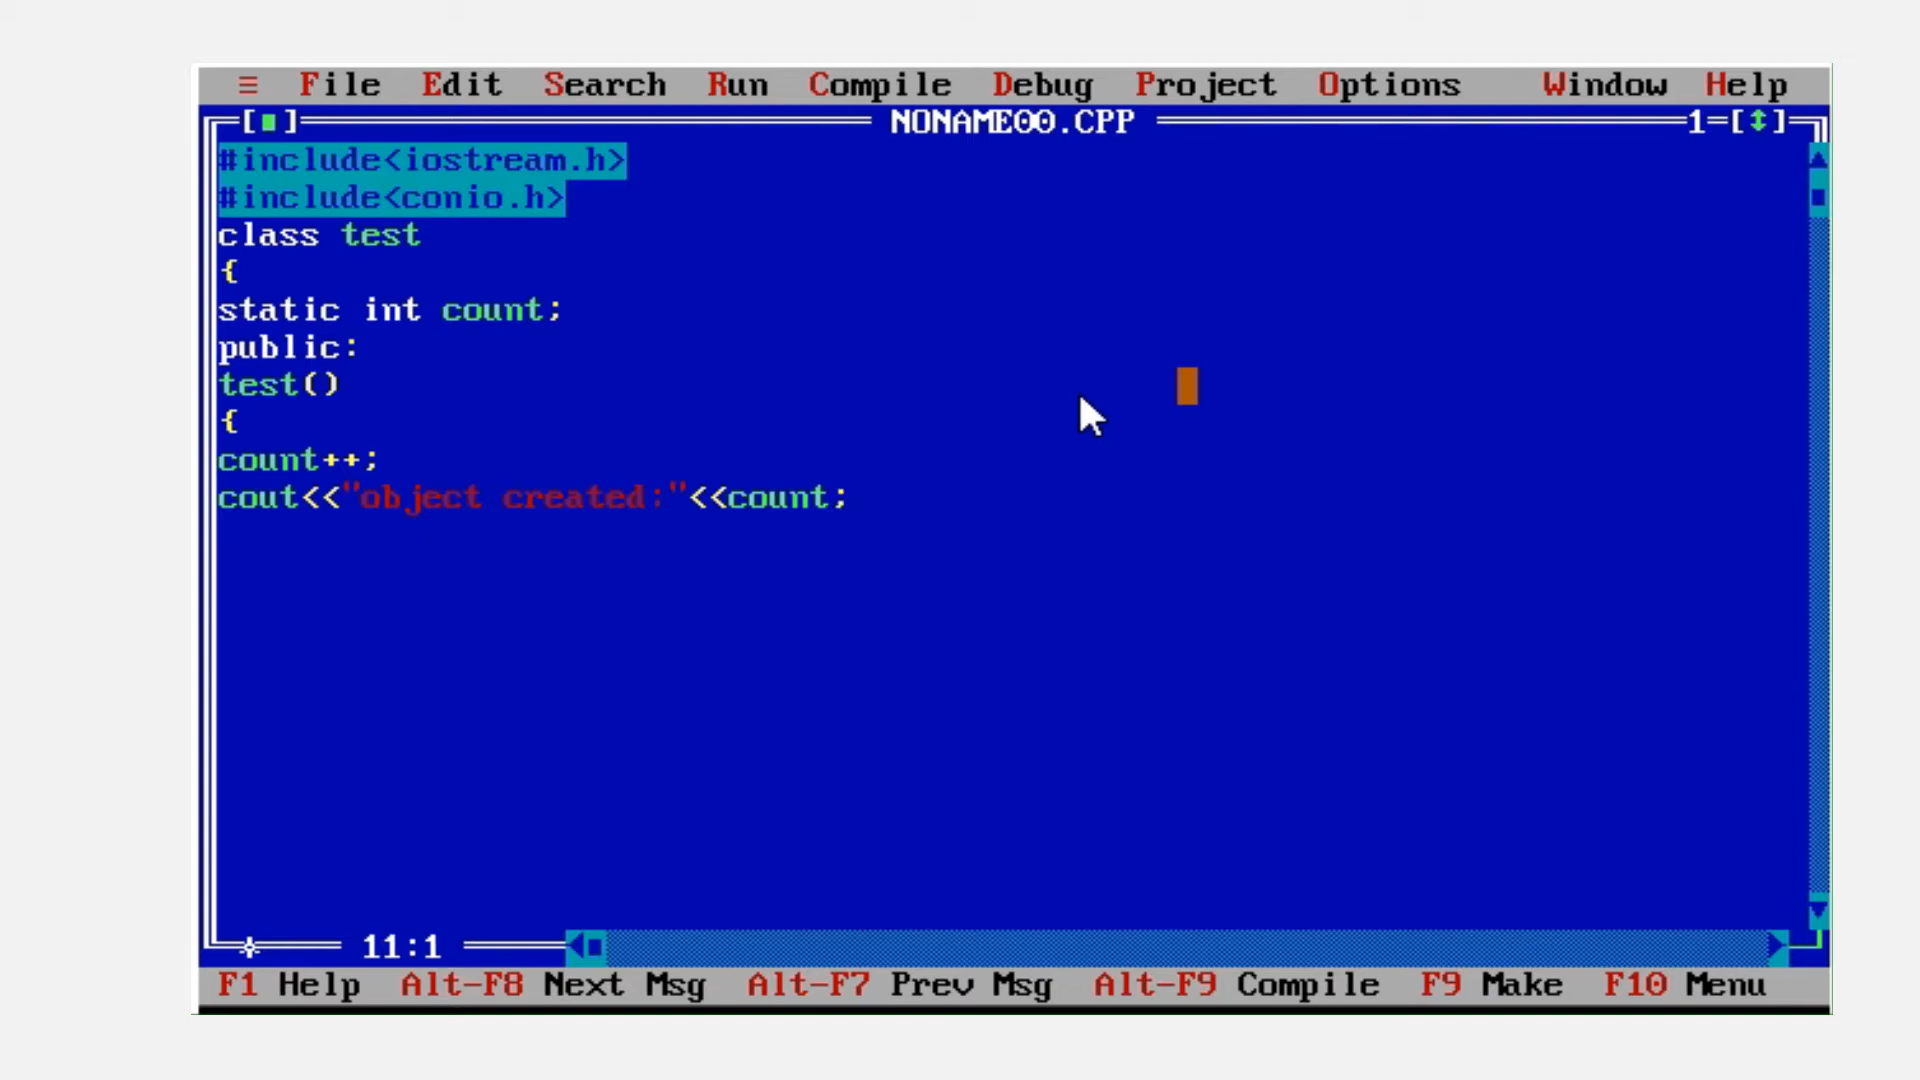 ≡ File Edit Search Run Compile Debug Project Options Window Help
[■] NONAME00.CPP 1=[↕]
#include<iostream.h>
#include<conio.h>
class test
{
static int count;
public:
test()
{
count++;
cout<<"object created:"<<count;
11:1
F1 Help Alt-F8 Next Msg Alt-F7 Prev Msg Alt-F9 Compile F9 Make F10 Menu